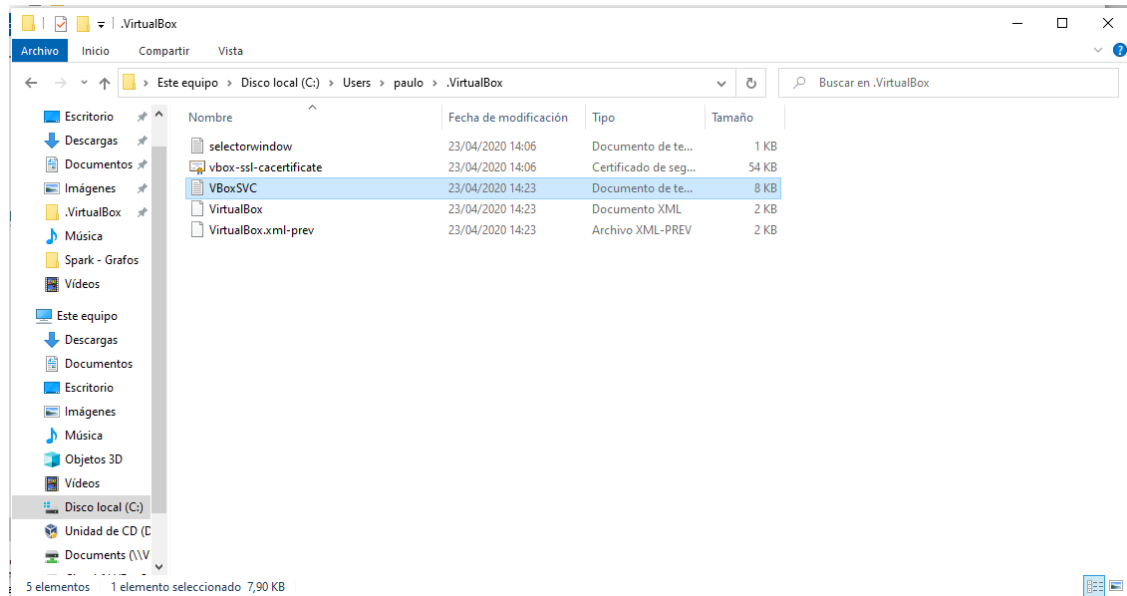 .VirtualBox
Archivo Inicio Compartir Vista
Este equipo > Disco local (C:) > Users > paulo > .VirtualBox
Buscar en .VirtualBox
Nombre Fecha de modificación Tipo Tamaño
selectorwindow 23/04/2020 14:06 Documento de te... 1 KB
vbox-ssl-cacertificate 23/04/2020 14:06 Certificado de seg... 54 KB
VBoxSVC 23/04/2020 14:23 Documento de te... 8 KB
VirtualBox 23/04/2020 14:23 Documento XML 2 KB
VirtualBox.xml-prev 23/04/2020 14:23 Archivo XML-PREV 2 KB
Escritorio
Descargas
Documentos
Imágenes
.VirtualBox
Música
Spark - Grafos
Vídeos
Este equipo
Descargas
Documentos
Escritorio
Imágenes
Música
Objetos 3D
Vídeos
Disco local (C:)
Unidad de CD (D
Documents (\\V
5 elementos 1 elemento seleccionado 7,90 KB